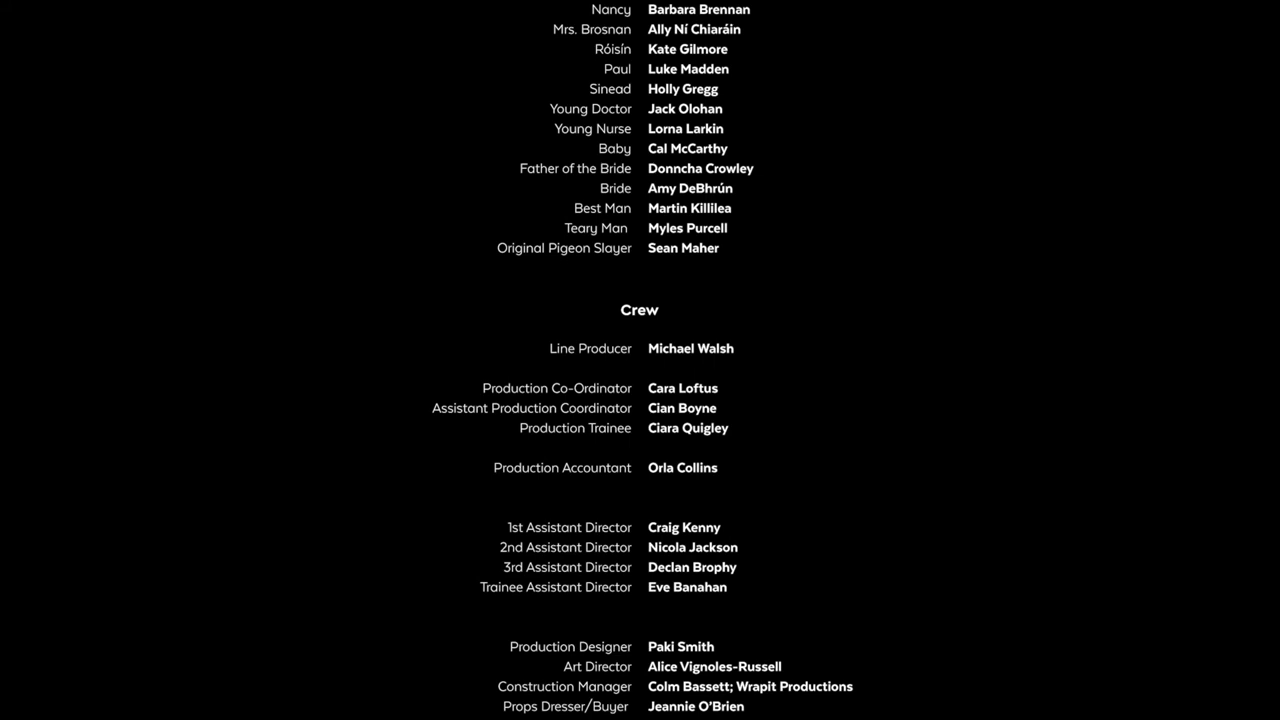 Nancy Barbara Brennan
Mrs. Brosnan Ally Ní Chiaráin
Róisín Kate Gilmore
Paul Luke Madden
Sinead Holly Gregg
Young Doctor Jack Olohan
Young Nurse Lorna Larkin
Baby Cal McCarthy
Father of the Bride Donncha Crowley
Bride Amy DeBhrún
Best Man Martin Killilea
Teary Man Myles Purcell
Original Pigeon Slayer Sean Maher
Crew
Line Producer Michael Walsh
Production Co-Ordinator Cara Loftus
Assistant Production Coordinator Cian Boyne
Production Trainee Ciara Quigley
Production Accountant Orla Collins
1st Assistant Director Craig Kenny
2nd Assistant Director Nicola Jackson
3rd Assistant Director Declan Brophy
Trainee Assistant Director Eve Banahan
Production Designer Paki Smith
Art Director Alice Vignoles-Russell
Construction Manager Colm Bassett; Wrapit Productions
Props Dresser/Buyer Jeannie O'Brien